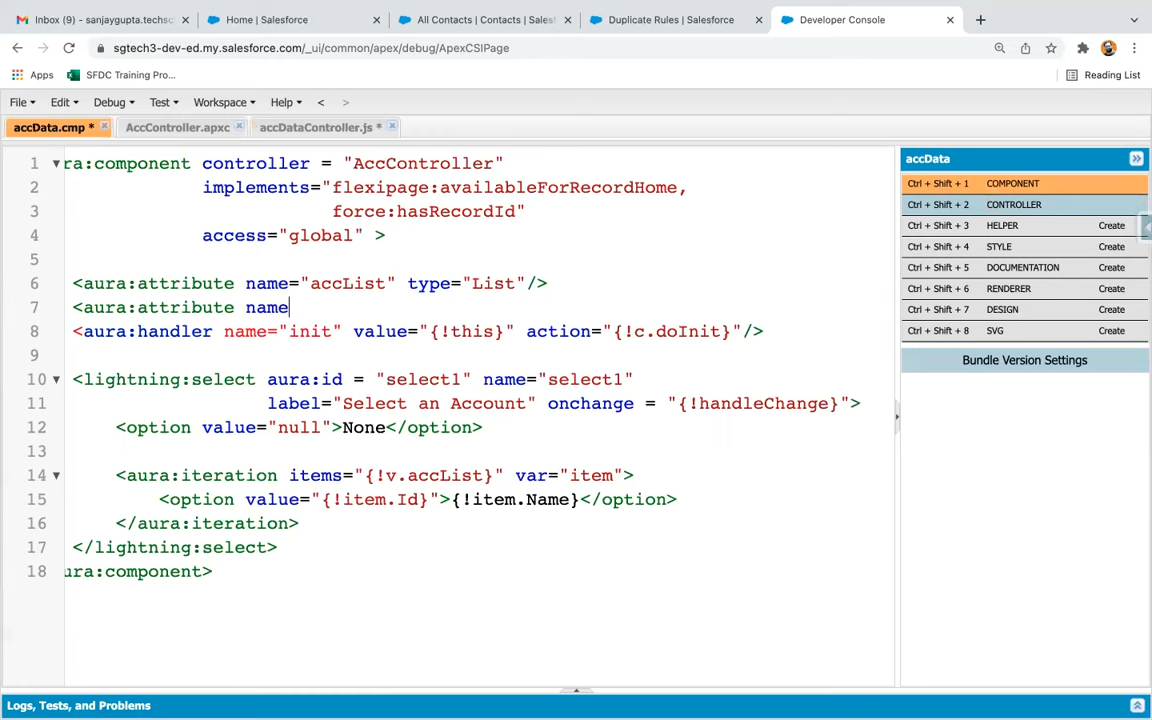 Inbox (9) - sanjaygupta.techsc
Home | Salesforce
All Contacts | Contacts | Salesf
Duplicate Rules | Salesforce
Developer Console
sgtech3-dev-ed.my.salesforce.com/_ui/common/apex/debug/ApexCSIPage
Apps
SFDC Training Pro...
Reading List
File Edit Debug Test Workspace Help < >
accData.cmp * AccController.apxc accDataController.js *
1 ra:component controller = "AccController"
2 implements="flexipage:availableForRecordHome,
3 force:hasRecordId"
4 access="global" >
5
6 <aura:attribute name="accList" type="List"/>
7 <aura:attribute name
8 <aura:handler name="init" value="{!this}" action="{!c.doInit}"/>
9
10 <lightning:select aura:id = "select1" name="select1"
11 label="Select an Account" onchange = "{!handleChange}">
12 <option value="null">None</option>
13
14 <aura:iteration items="{!v.accList}" var="item">
15 <option value="{!item.Id}">{!item.Name}</option>
16 </aura:iteration>
17 </lightning:select>
18 ura:component>
accData
Ctrl + Shift + 1 COMPONENT
Ctrl + Shift + 2 CONTROLLER
Ctrl + Shift + 3 HELPER Create
Ctrl + Shift + 4 STYLE Create
Ctrl + Shift + 5 DOCUMENTATION Create
Ctrl + Shift + 6 RENDERER Create
Ctrl + Shift + 7 DESIGN Create
Ctrl + Shift + 8 SVG Create
Bundle Version Settings
Logs, Tests, and Problems